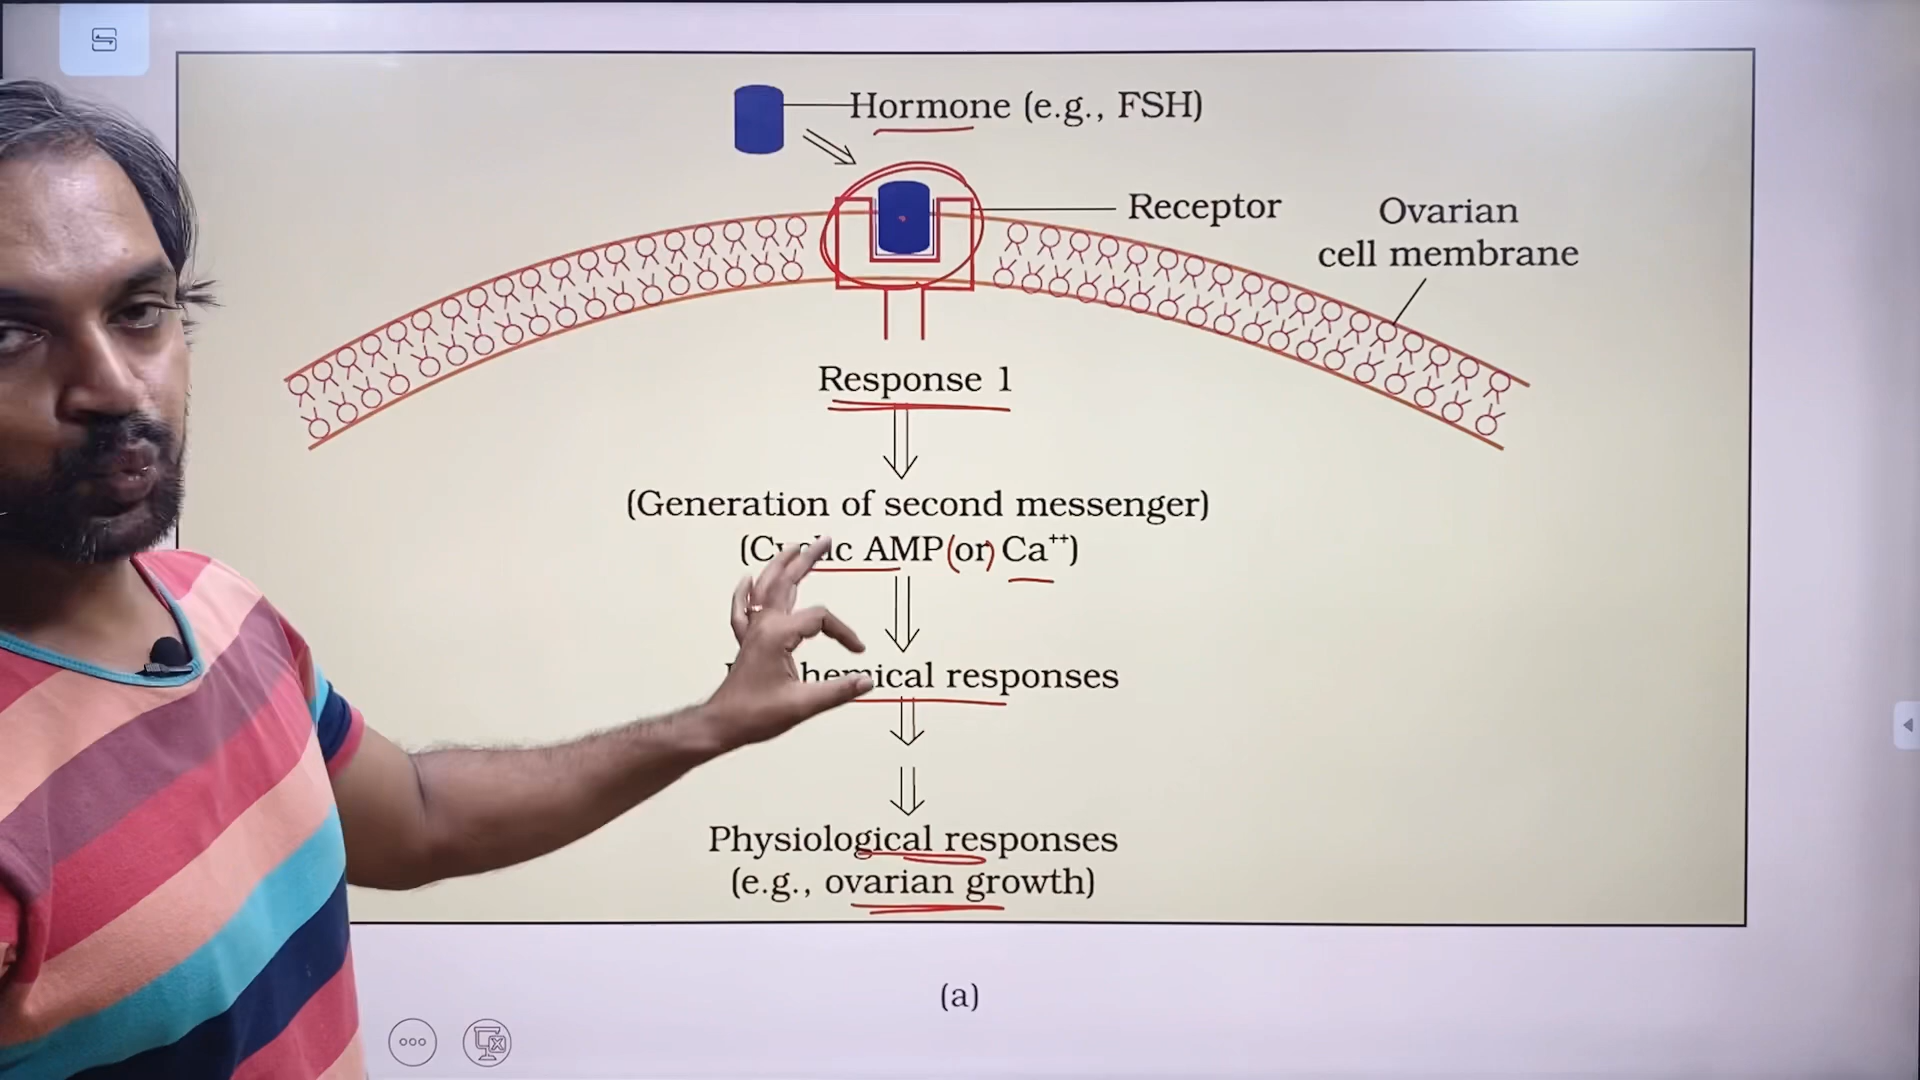 Hormone (e.g., FSH)
Receptor
Ovarian
cell membrane
Response 1
(Generation of second messenger)
AMP (or) Ca⁺⁺)
responses
Physiological responses
(e.g., ovarian growth)
(a)